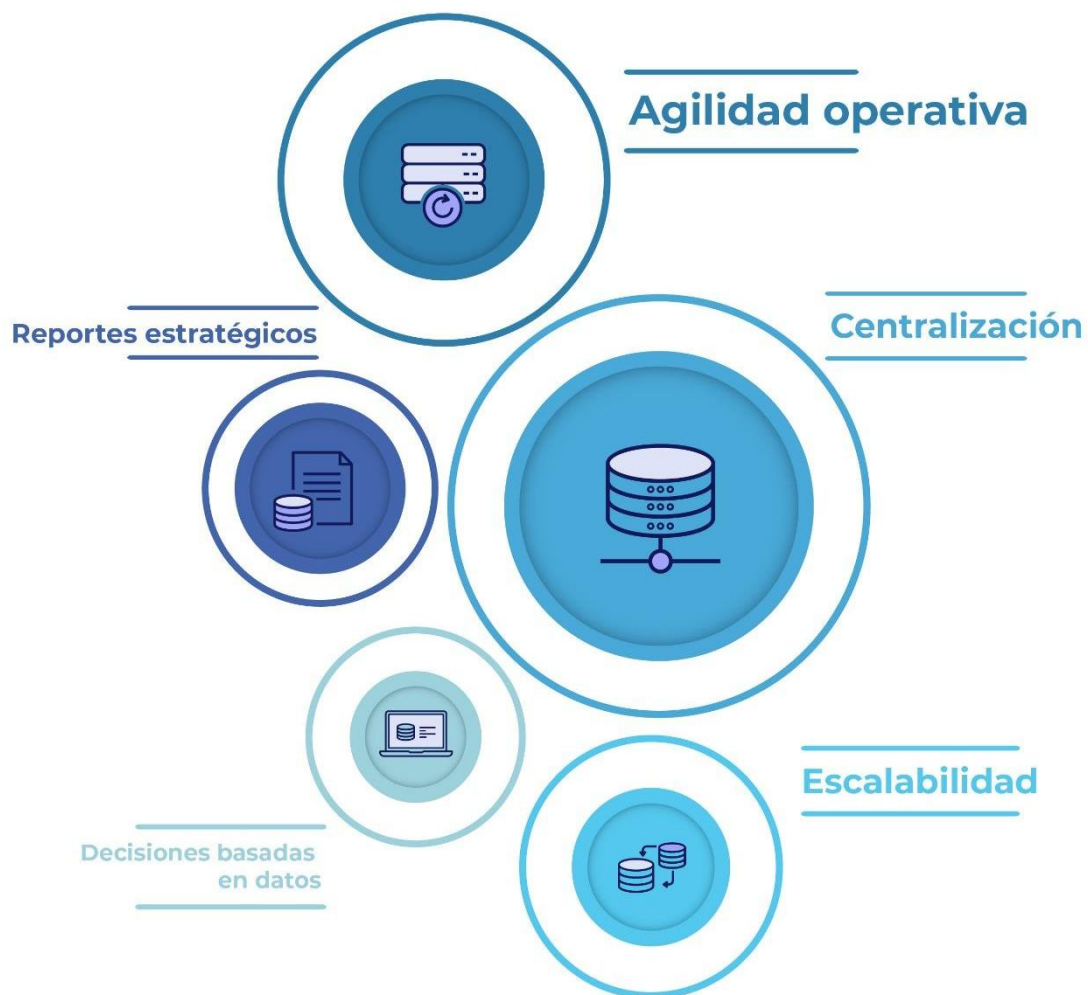 Agilidad operativa
Reportes estratégicos
Centralización
Escalabilidad
Decisiones basadas
en datos